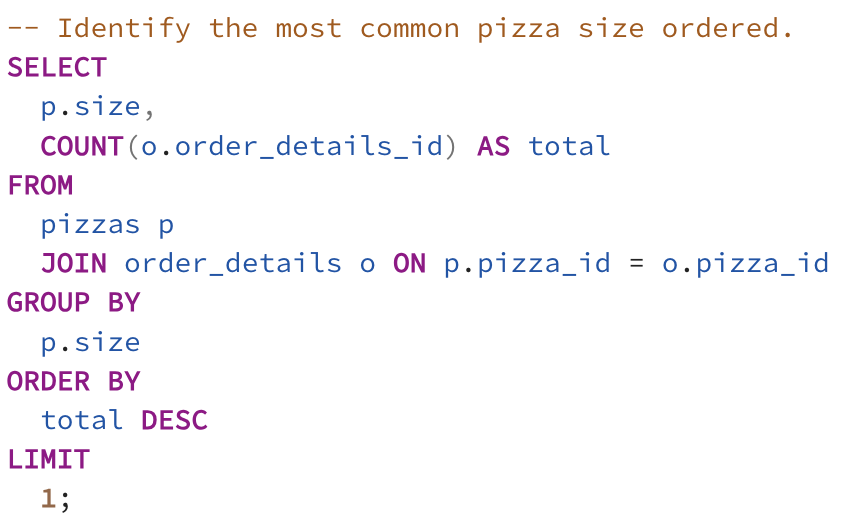 -- Identify the most common pizza size ordered.
SELECT
  p.size,
  COUNT(o.order_details_id) AS total
FROM
  pizzas p
  JOIN order_details o ON p.pizza_id = o.pizza_id
GROUP BY
  p.size
ORDER BY
  total DESC
LIMIT
  1;